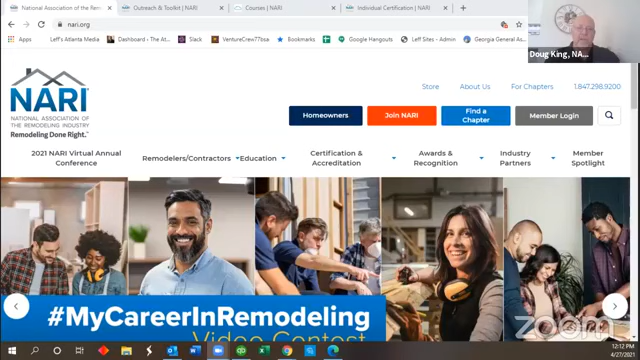 National Association of the Rem
Outreach & Toolkit | NARI
Courses | NARI
Individual Certification | NARI
nari.org
Apps
Leff's Atlanta Media
Dashboard - The At...
Slack
VentureCrew77bsa
Bookmarks
Google Hangouts
Leff Sites - Admin
Georgia General As
Doug King, NA...
Store
About Us
For Chapters
1.847.298.9200
NARI
NATIONAL ASSOCIATION
OF THE REMODELING INDUSTRY
Remodeling Done Right.™
Homeowners
Join NARI
Find a
Chapter
Member Login
2021 NARI Virtual Annual
Conference
Remodelers/Contractors
Education
Certification &
Accreditation
Awards &
Recognition
Industry
Partners
Member
Spotlight
#MyCareerInRemodeling
Video Contest
zoom
12:12 PM
4/27/2021